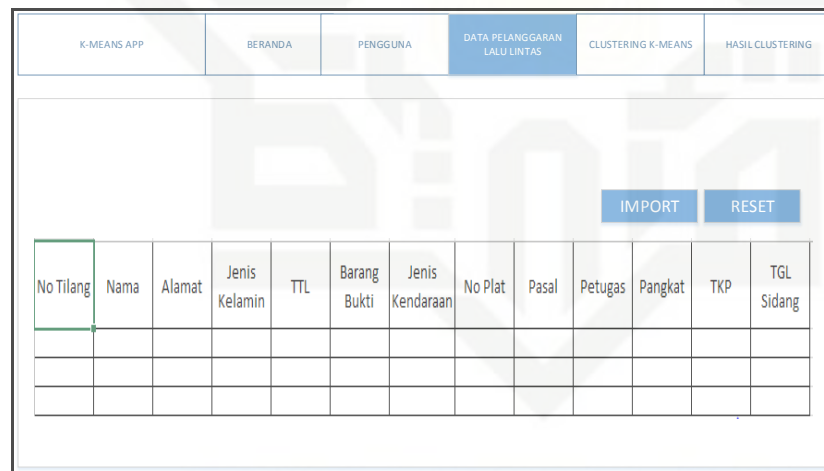 K-MEANS APP
BERANDA
PENGGUNA
DATA PELANGGARAN
LALU LINTAS
CLUSTERING K-MEANS
HASIL CLUSTERING
IMPORT
RESET
No Tilang
Nama
Alamat
Jenis
Kelamin
TTL
Barang
Bukti
Jenis
Kendaraan
No Plat
Pasal
Petugas
Pangkat
TKP
TGL
Sidang